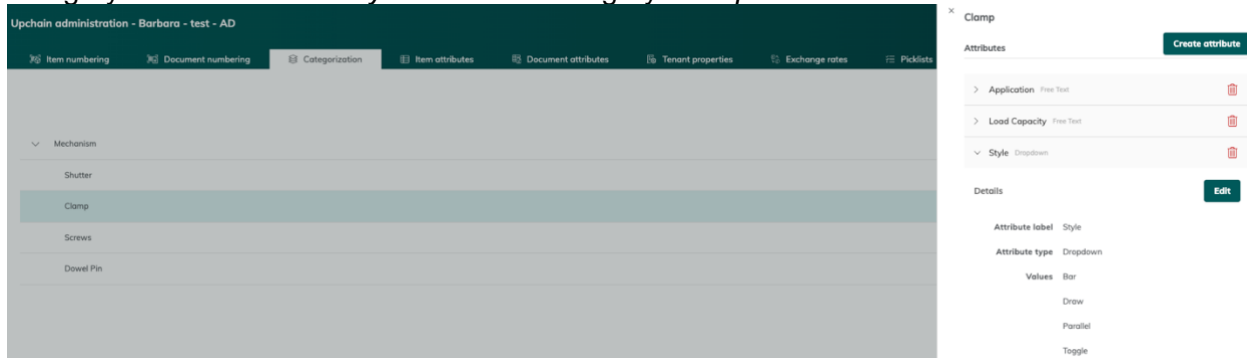 Upchain administration - Barbara - test - AD
Item numbering Document numbering Categorization Item attributes Document attributes Tenant properties Exchange rates Picklists
Mechanism
Shutter
Clamp
Screws
Dowel Pin
Clamp
Attributes Create attribute
Application Free Text
Load Capacity Free Text
Style Dropdown
Details Edit
Attribute label Style
Attribute type Dropdown
Values Bar
Draw
Parallel
Toggle